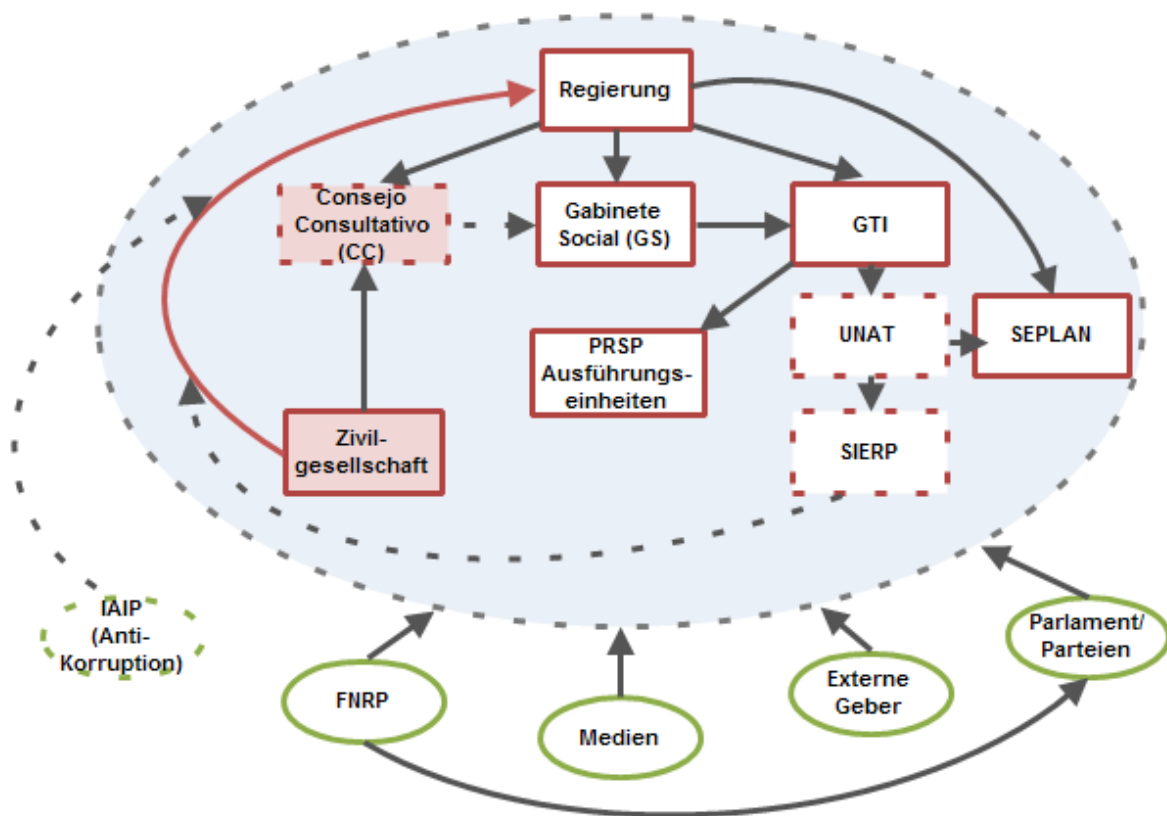 Regierung
Consejo
Consultativo
(CC)
Gabinete
Social (GS)
GTI
PRSP
Ausführungs-
einheiten
UNAT
SEPLAN
Zivil-
gesellschaft
SIERP
IAIP
(Anti-
Korruption)
FNRP
Medien
Externe
Geber
Parlament/
Parteien